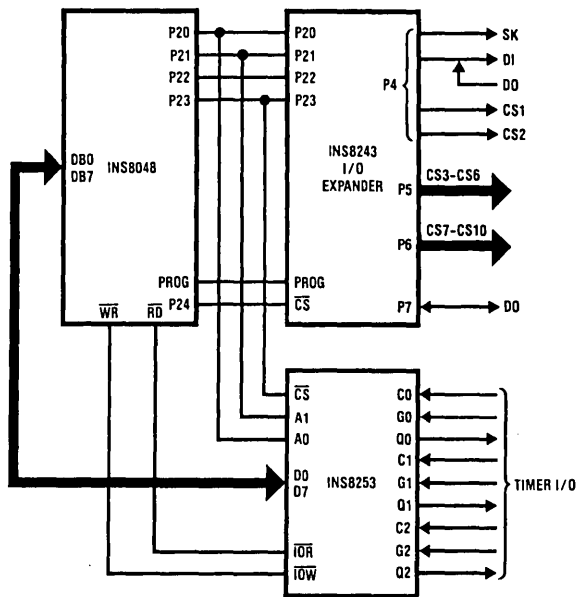 P20
P21
P22
P23
DB0
DB7
INS8048
PROG
P24
WR
RD
P20
P21
P22
P23
P4
INS8243
I/O
EXPANDER
P5
P6
PROG
CS
P7
SK
DI
DO
CS1
CS2
CS3-CS6
CS7-CS10
DO
CS
A1
A0
D0
D7
INS8253
IOR
IOW
C0
G0
Q0
C1
G1
Q1
C2
G2
Q2
TIMER I/O